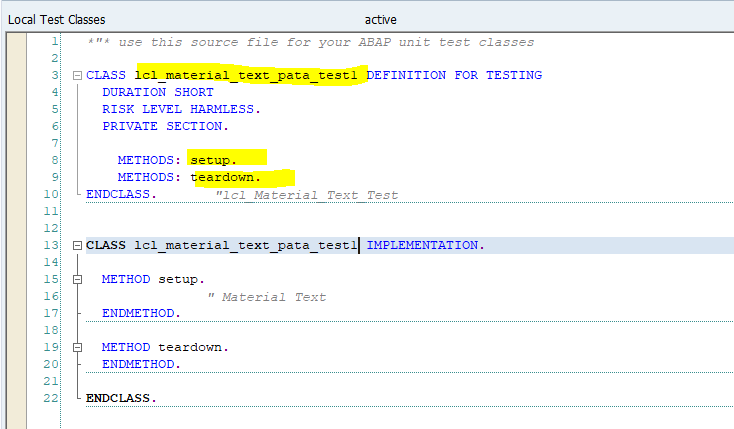 Local Test Classes active
1 *"* use this source file for your ABAP unit test classes
2
3 CLASS lcl_material_text_pata_test1 DEFINITION FOR TESTING
4 DURATION SHORT
5 RISK LEVEL HARMLESS.
6 PRIVATE SECTION.
7
8 METHODS: setup.
9 METHODS: teardown.
10 ENDCLASS. "lcl_Material_Text_Test
11
12
13 CLASS lcl_material_text_pata_test1 IMPLEMENTATION.
14
15 METHOD setup.
16 " Material Text
17 ENDMETHOD.
18
19 METHOD teardown.
20 ENDMETHOD.
21
22 ENDCLASS.